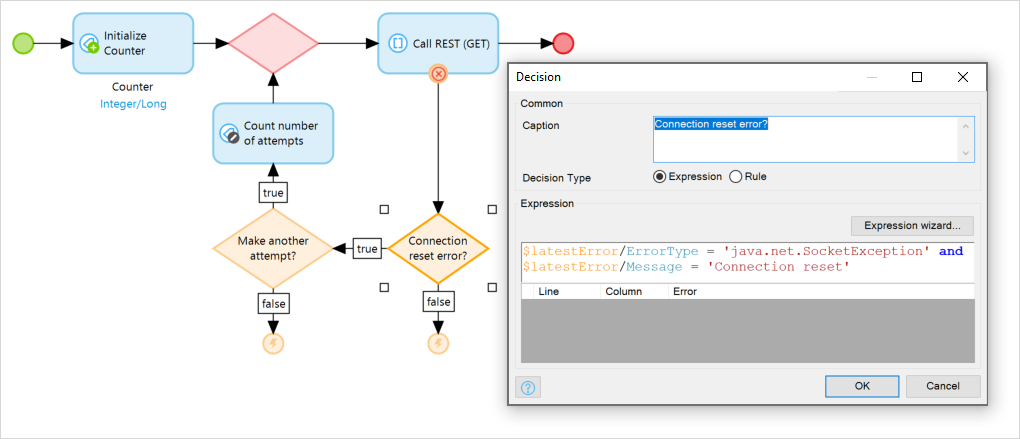 Initialize
Counter
Call REST (GET)
Counter
Integer/Long
Count number
of attempts
true
Make another
attempt?
true
Connection
reset error?
false
false
Decision
Common
Caption
Connection reset error?
Decision Type
Expression
Rule
Expression
Expression wizard...
$latestError/ErrorType = 'java.net.SocketException' and
$latestError/Message = 'Connection reset'
Line Column Error
OK
Cancel